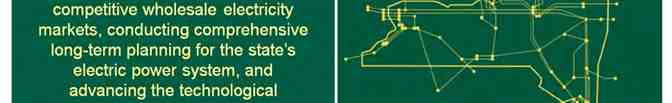 competitive wholesale electricity
markets, conducting comprehensive
long-term planning for the state's
electric power system, and
advancing the technological